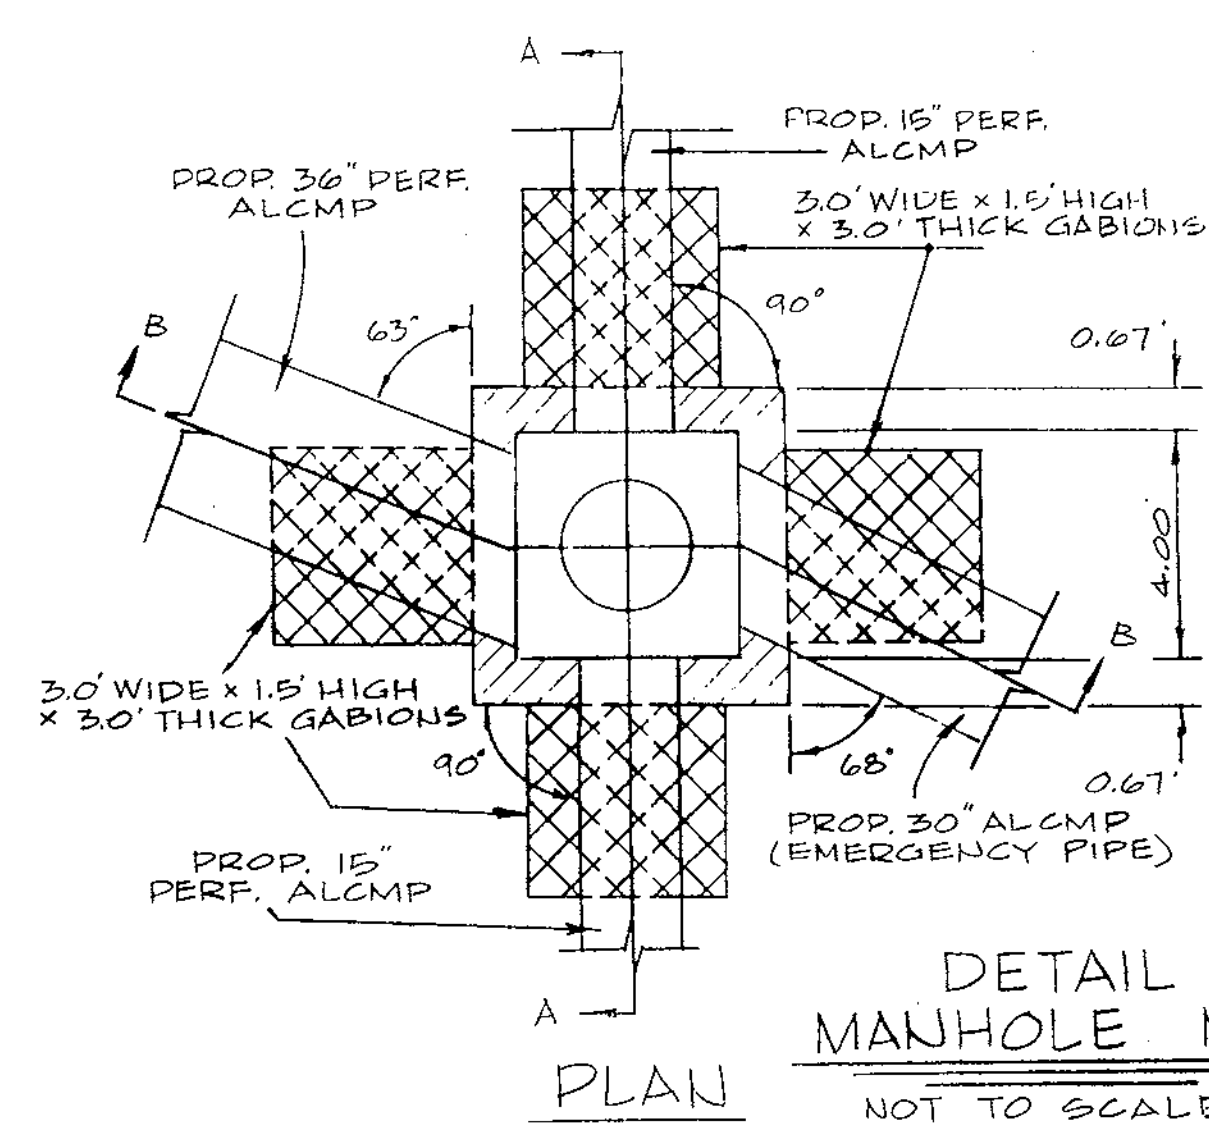 A
PROP. 15" PERF.
ALCMP
PROP. 36" PERF.
ALCMP
3.0' WIDE x 1.5' HIGH
x 3.0' THICK GABIONS
90°
63°
B
0.67'
4.00
B
3.0' WIDE x 1.5' HIGH
x 3.0' THICK GABIONS
90°
68°
0.67'
PROP. 30" ALCMP
(EMERGENCY PIPE)
PROP. 15"
PERF. ALCMP
A
DETAIL
MANHOLE
PLAN
NOT TO SCALE